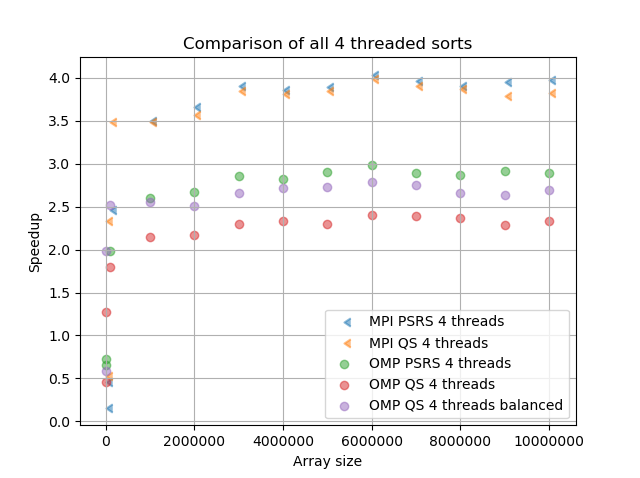 Comparison of all 4 threaded sorts
4.0
3.5
3.0
2.5
2.0
1.5
1.0
0.5
0.0
Speedup
MPI PSRS 4 threads
MPI QS 4 threads
OMP PSRS 4 threads
OMP QS 4 threads
OMP QS 4 threads balanced
0 2000000 4000000 6000000 8000000 10000000
Array size